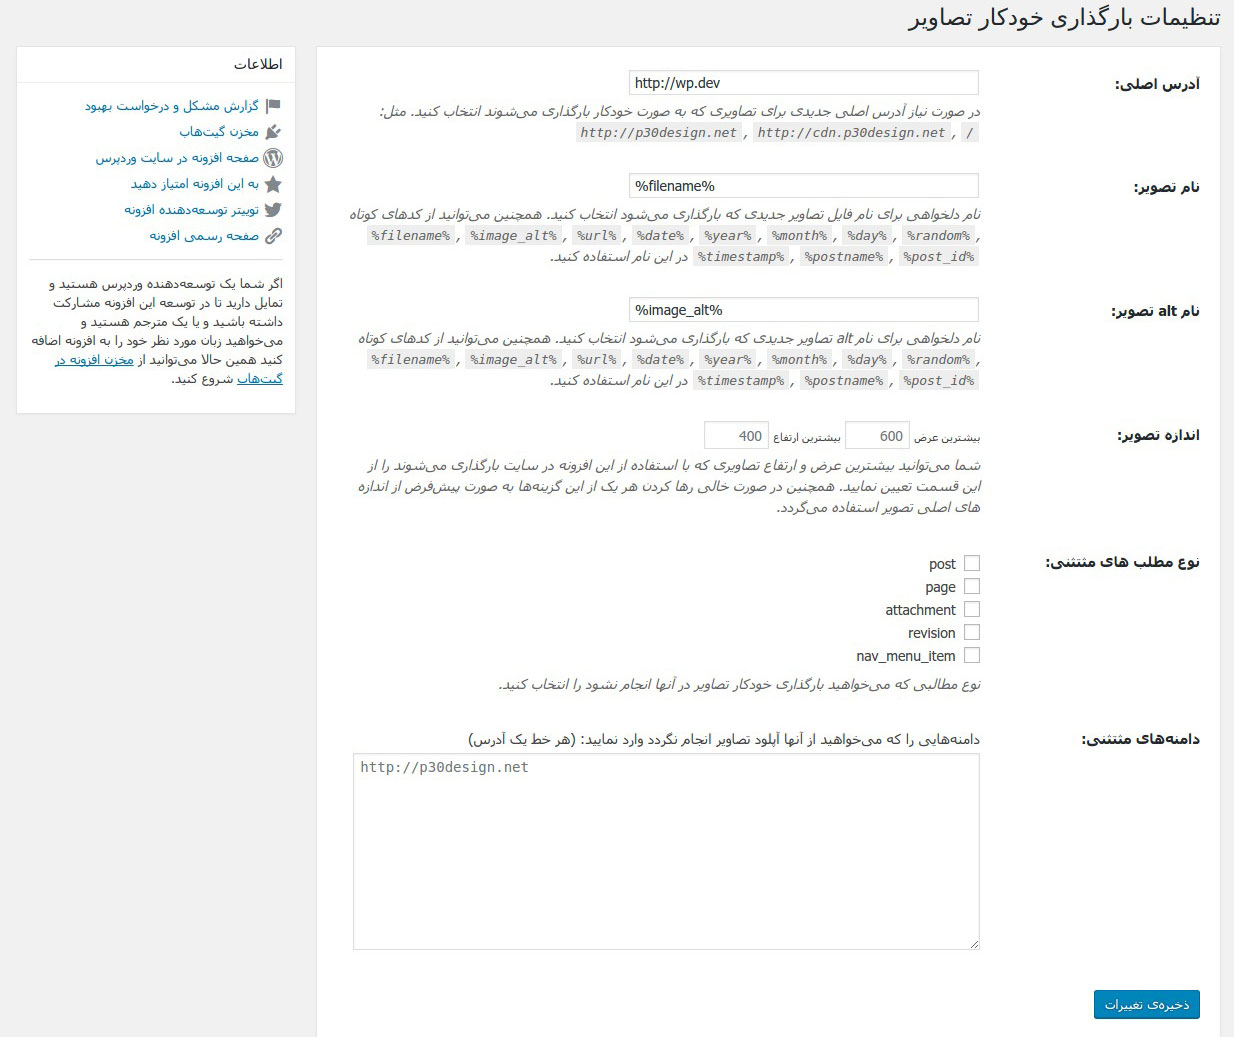 تنظیمات بارگذاری خودکار تصاویر
آدرس اصلی:
http://wp.dev
در صورت نیاز آدرس اصلی جدیدی برای تصاویری که به صورت خودکار بارگذاری می‌شوند انتخاب کنید. مثل:
/ , http://cdn.p30design.net , http://p30design.net
نام تصویر:
%filename%
نام دلخواهی برای نام فایل تصاویر جدیدی که بارگذاری می‌شود انتخاب کنید. همچنین می‌توانید از کدهای کوتاه
%filename% , %image_alt% , %url% , %date% , %year% , %month% , %day% , %random% ,
%post_id% , %postname% , %timestamp% در این نام استفاده کنید.
نام alt تصویر:
%image_alt%
نام دلخواهی برای نام alt تصاویر جدیدی که بارگذاری می‌شود انتخاب کنید. همچنین می‌توانید از کدهای کوتاه
%filename% , %image_alt% , %url% , %date% , %year% , %month% , %day% , %random% ,
%post_id% , %postname% , %timestamp% در این نام استفاده کنید.
اندازه تصویر:
بیشترین عرض 600 بیشترین ارتفاع 400
شما می‌توانید بیشترین عرض و ارتفاع تصاویری که با استفاده از این افزونه در سایت بارگذاری می‌شوند را از
این قسمت تعیین نمایید. همچنین در صورت خالی رها کردن هر یک از این گزینه‌ها به صورت پیش‌فرض از اندازه
های اصلی تصویر استفاده می‌گردد.
نوع مطلب های مثتثنی:
post
page
attachment
revision
nav_menu_item
نوع مطالبی که می‌خواهید بارگذاری خودکار تصاویر در آنها انجام نشود را انتخاب کنید.
دامنه‌های مثتثنی:
دامنه‌هایی را که می‌خواهید از آنها آپلود تصاویر انجام نگردد وارد نمایید: (هر خط یک آدرس)
http://p30design.net
ذخیره‌ی تغییرات
اطلاعات
گزارش مشکل و درخواست بهبود
مخزن گیت‌هاب
صفحه افزونه در سایت وردپرس
به این افزونه امتیاز دهید
توییتر توسعه‌دهنده افزونه
صفحه رسمی افزونه
اگر شما یک توسعه‌دهنده وردپرس هستید و
تمایل دارید تا در توسعه این افزونه مشارکت
داشته باشید و یا یک مترجم هستید و
می‌خواهید زبان مورد نظر خود را به افزونه اضافه
کنید همین حالا می‌توانید از مخزن افزونه در
گیت‌هاب شروع کنید.